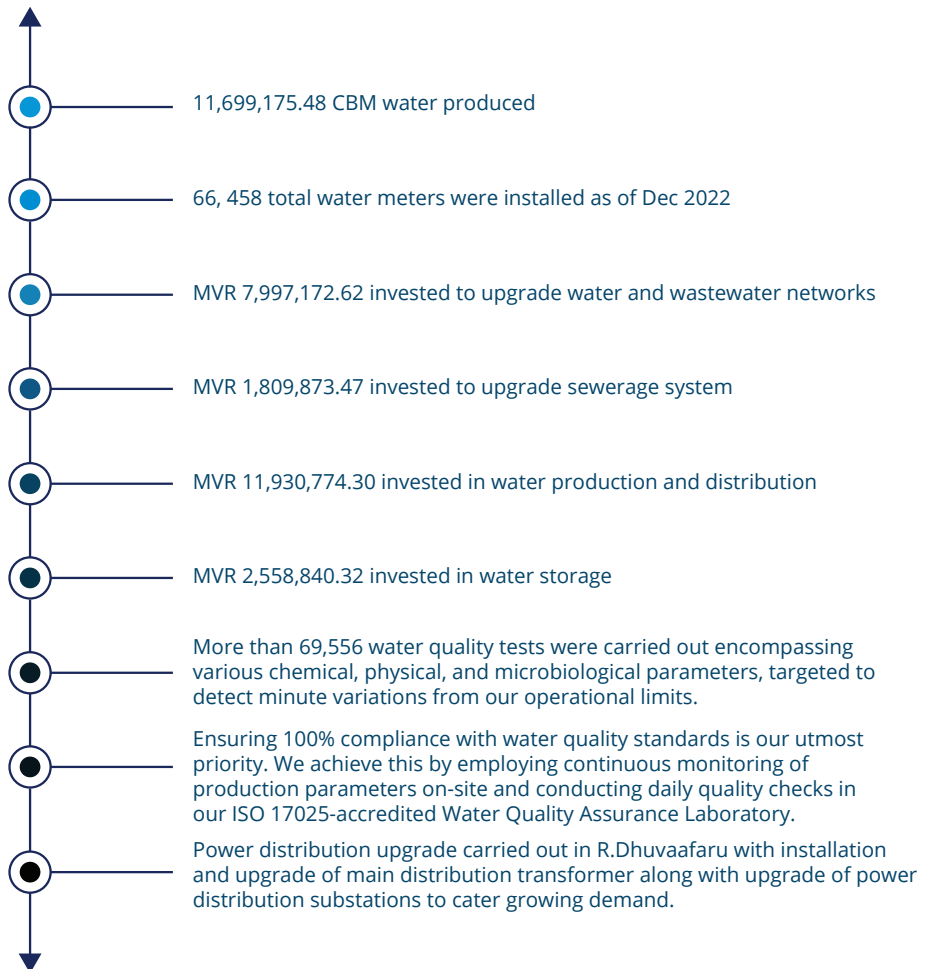 11,699,175.48 CBM water produced
66, 458 total water meters were installed as of Dec 2022
MVR 7,997,172.62 invested to upgrade water and wastewater networks
MVR 1,809,873.47 invested to upgrade sewerage system
MVR 11,930,774.30 invested in water production and distribution
MVR 2,558,840.32 invested in water storage
More than 69,556 water quality tests were carried out encompassing
various chemical, physical, and microbiological parameters, targeted to
detect minute variations from our operational limits.
Ensuring 100% compliance with water quality standards is our utmost
priority. We achieve this by employing continuous monitoring of
production parameters on-site and conducting daily quality checks in
our ISO 17025-accredited Water Quality Assurance Laboratory.
Power distribution upgrade carried out in R.Dhuvaafaru with installation
and upgrade of main distribution transformer along with upgrade of power
distribution substations to cater growing demand.